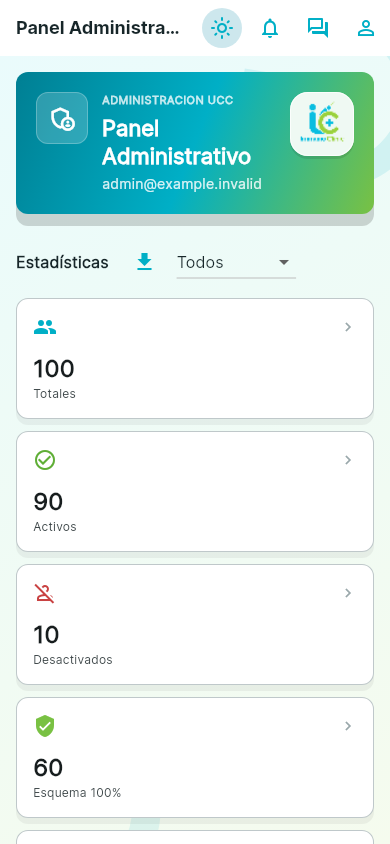 Panel Administra...
ADMINISTRACION UCC
Panel
Administrativo
admin@example.invalid
Estadísticas
Todos
100
Totales
90
Activos
10
Desactivados
60
Esquema 100%